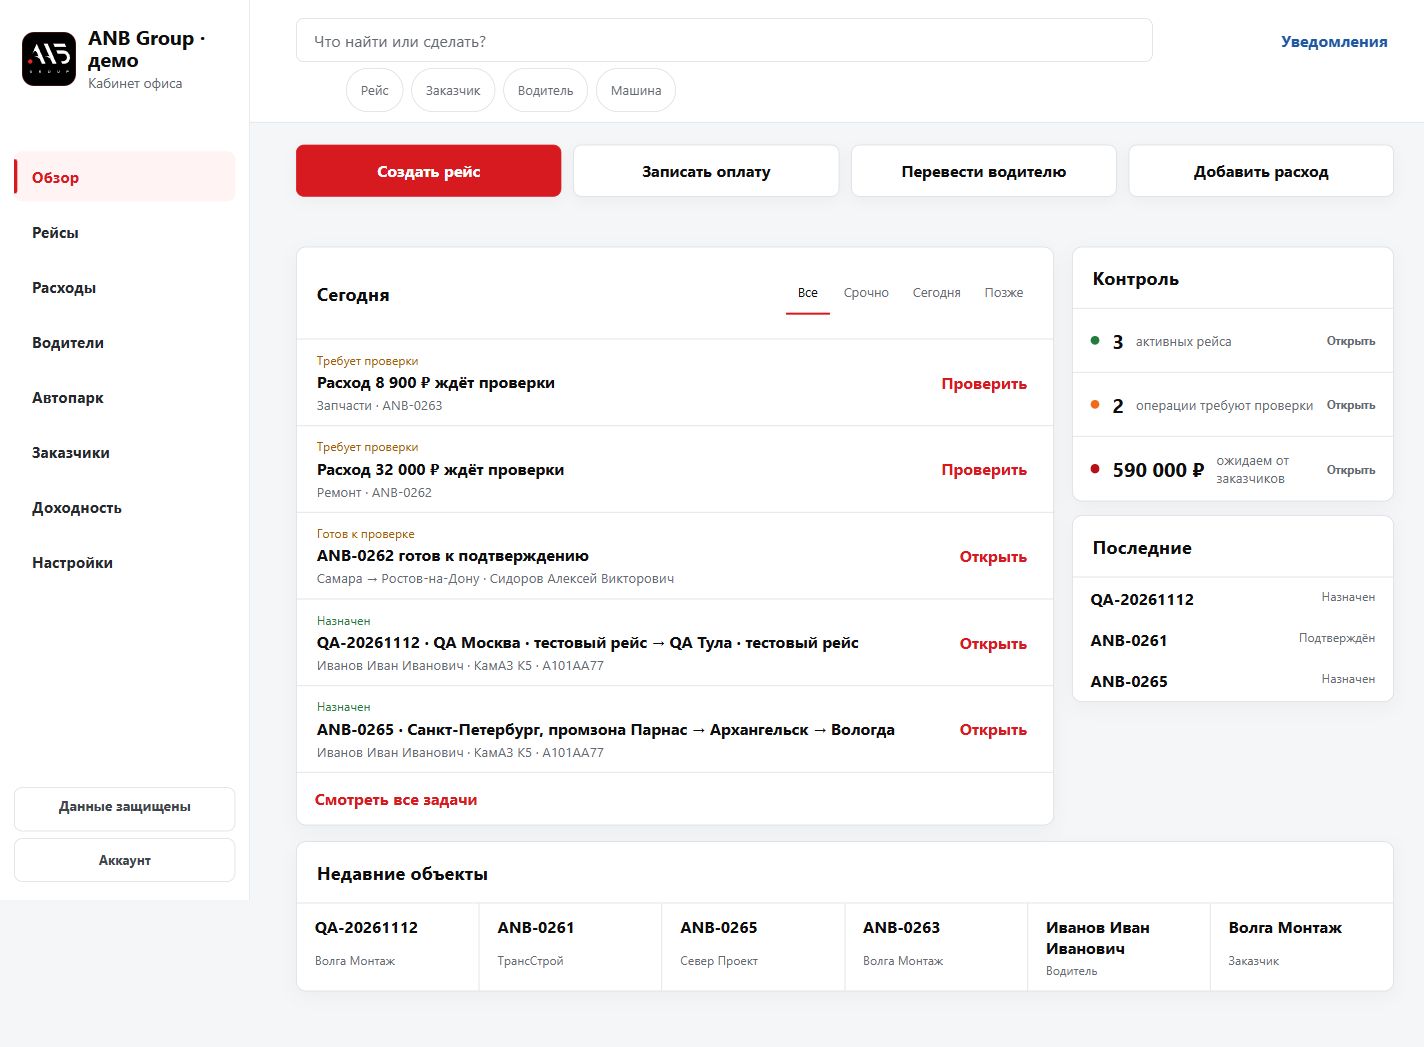 ANB Group ·
демо
Кабинет офиса
ANB
GROUP
Обзор
Рейсы
Расходы
Водители
Автопарк
Заказчики
Доходность
Настройки
Данные защищены
Аккаунт
Что найти или сделать?
Уведомления
Рейс
Заказчик
Водитель
Машина
Создать рейс
Записать оплату
Перевести водителю
Добавить расход
Сегодня
Все
Срочно
Сегодня
Позже
Требует проверки
Расход 8 900 ₽ ждёт проверки
Запчасти · ANB-0263
Проверить
Требует проверки
Расход 32 000 ₽ ждёт проверки
Ремонт · ANB-0262
Проверить
Готов к проверке
ANB-0262 готов к подтверждению
Самара → Ростов-на-Дону · Сидоров Алексей Викторович
Открыть
Назначен
QA-20261112 · QA Москва · тестовый рейс → QA Тула · тестовый рейс
Иванов Иван Иванович · КамАЗ К5 · А101АА77
Открыть
Назначен
ANB-0265 · Санкт-Петербург, промзона Парнас → Архангельск → Вологда
Иванов Иван Иванович · КамАЗ К5 · А101АА77
Открыть
Смотреть все задачи
Контроль
3 активных рейса Открыть
2 операции требуют проверки Открыть
590 000 ₽ ожидаем от
заказчиков
Открыть
Последние
QA-20261112 Назначен
ANB-0261 Подтверждён
ANB-0265 Назначен
Недавние объекты
QA-20261112
Волга Монтаж
ANB-0261
ТрансСтрой
ANB-0265
Север Проект
ANB-0263
Волга Монтаж
Иванов Иван
Иванович
Водитель
Волга Монтаж
Заказчик